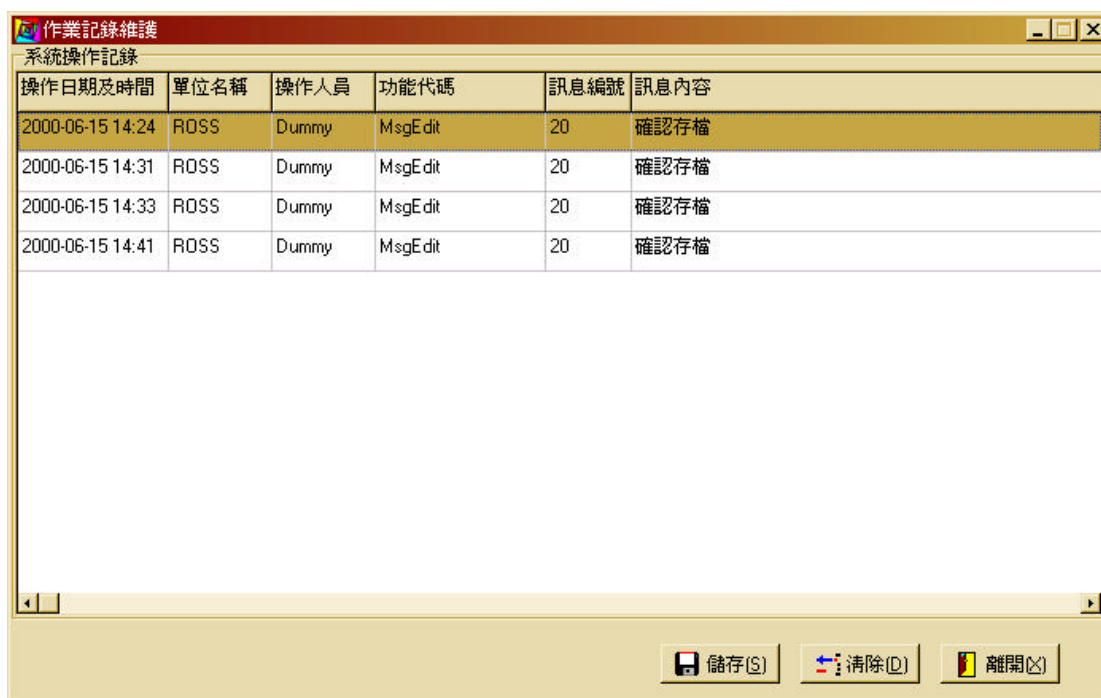 作業記錄維護
系統操作記錄
操作日期及時間 單位名稱 操作人員 功能代碼 訊息編號 訊息內容
2000-06-15 14:24 ROSS Dummy MsgEdit 20 確認存檔
2000-06-15 14:31 ROSS Dummy MsgEdit 20 確認存檔
2000-06-15 14:33 ROSS Dummy MsgEdit 20 確認存檔
2000-06-15 14:41 ROSS Dummy MsgEdit 20 確認存檔
儲存(S) 清除(D) 離開(X)